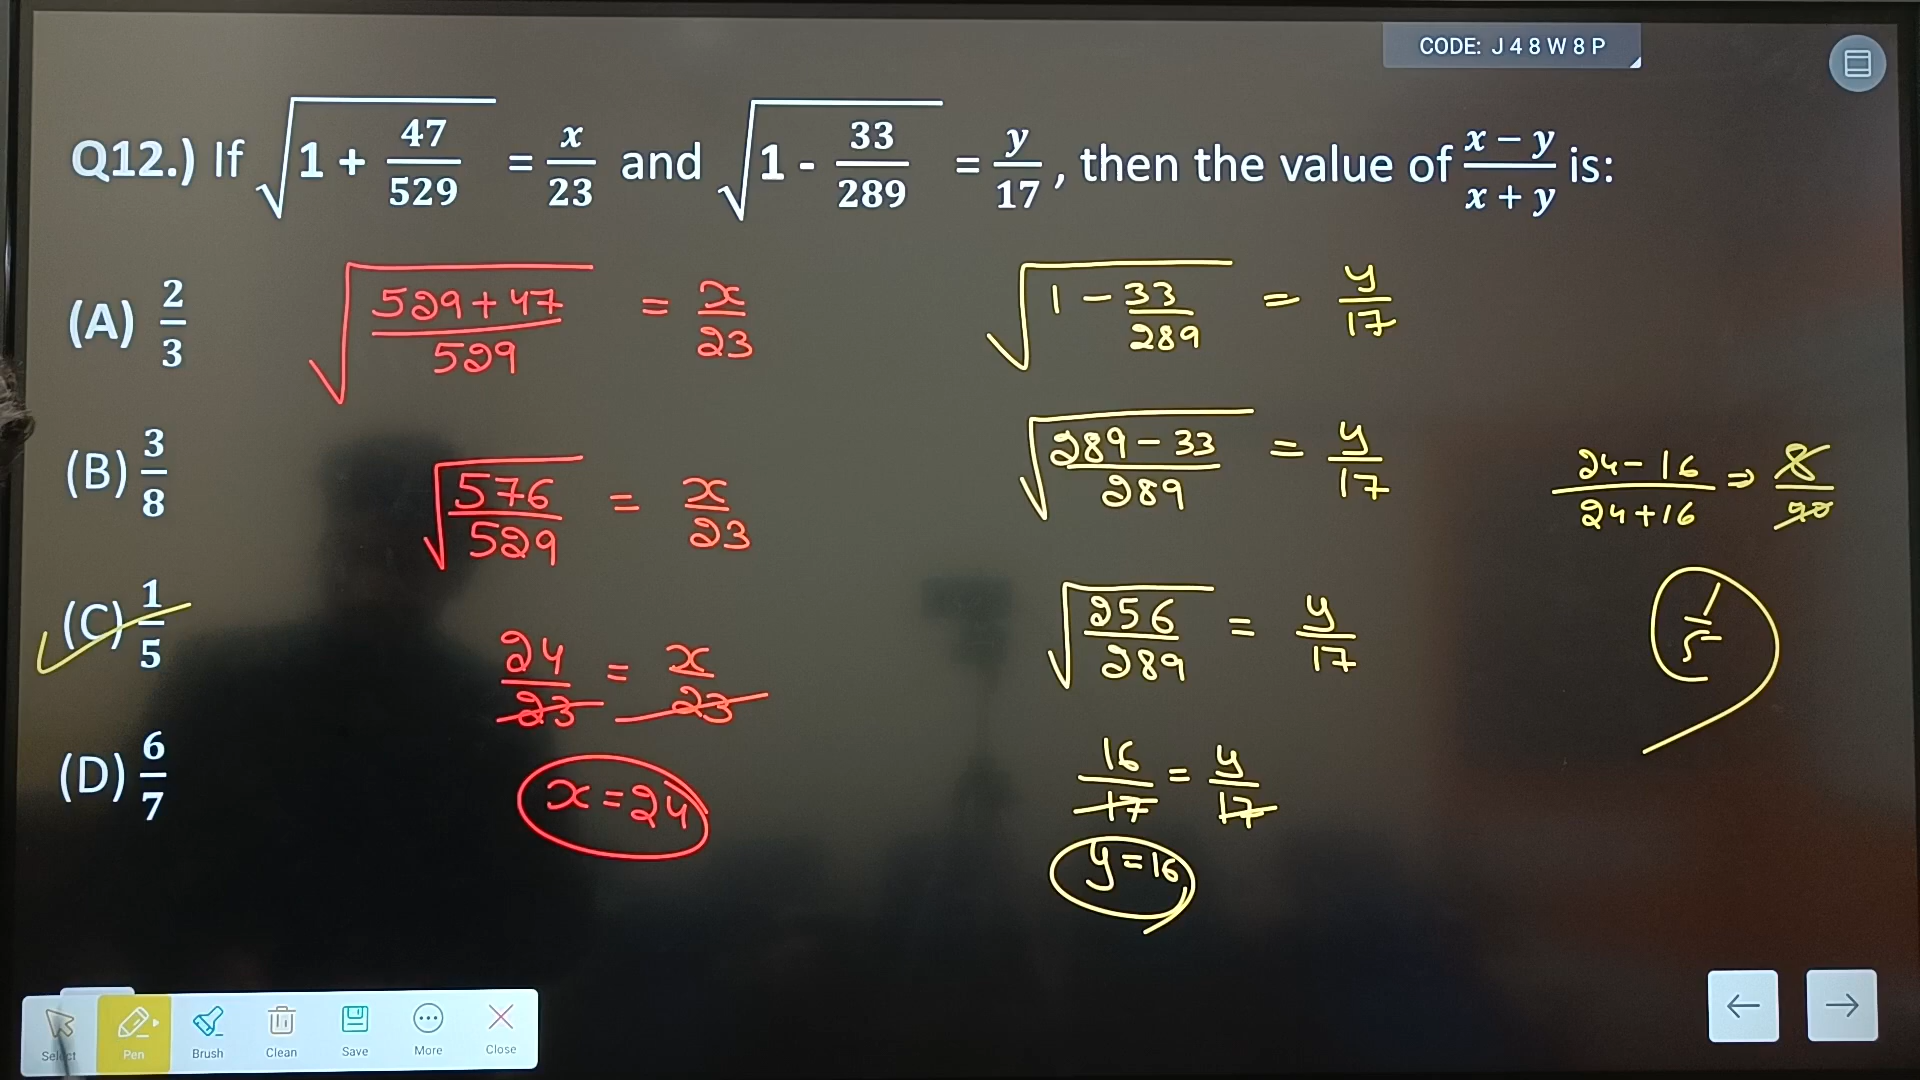 CODE: J48W8P
Q12.) If √(1 + 47/529) = x/23 and √(1 - 33/289) = y/17, then the value of (x − y)/(x + y) is:
(A) 2/3
(B) 3/8
(C) 1/5
(D) 6/7
√((529+47)/529) = x/23
√(576/529) = x/23
24/23 = x/23
x=24
√(1 - 33/289) = y/17
√((289-33)/289) = y/17
√(256/289) = y/17
16/17 = y/17
y=16
(24-16)/(24+16) ⇒ 8/40
1/5
Select Pen Brush Clean Save More Close